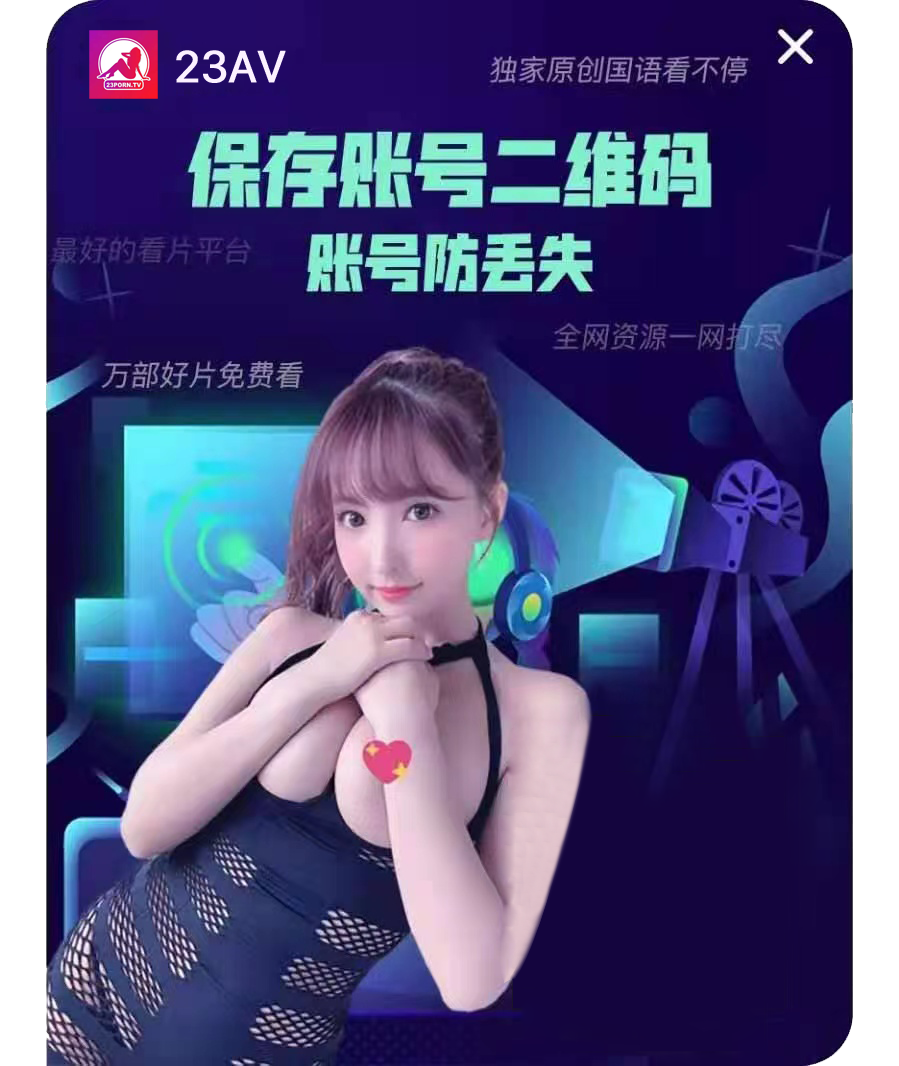 23PORN.TV
23AV
独家原创国语看不停
保存账号二维码
最好的看片平台
账号防丢失
全网资源一网打尽
万部好片免费看